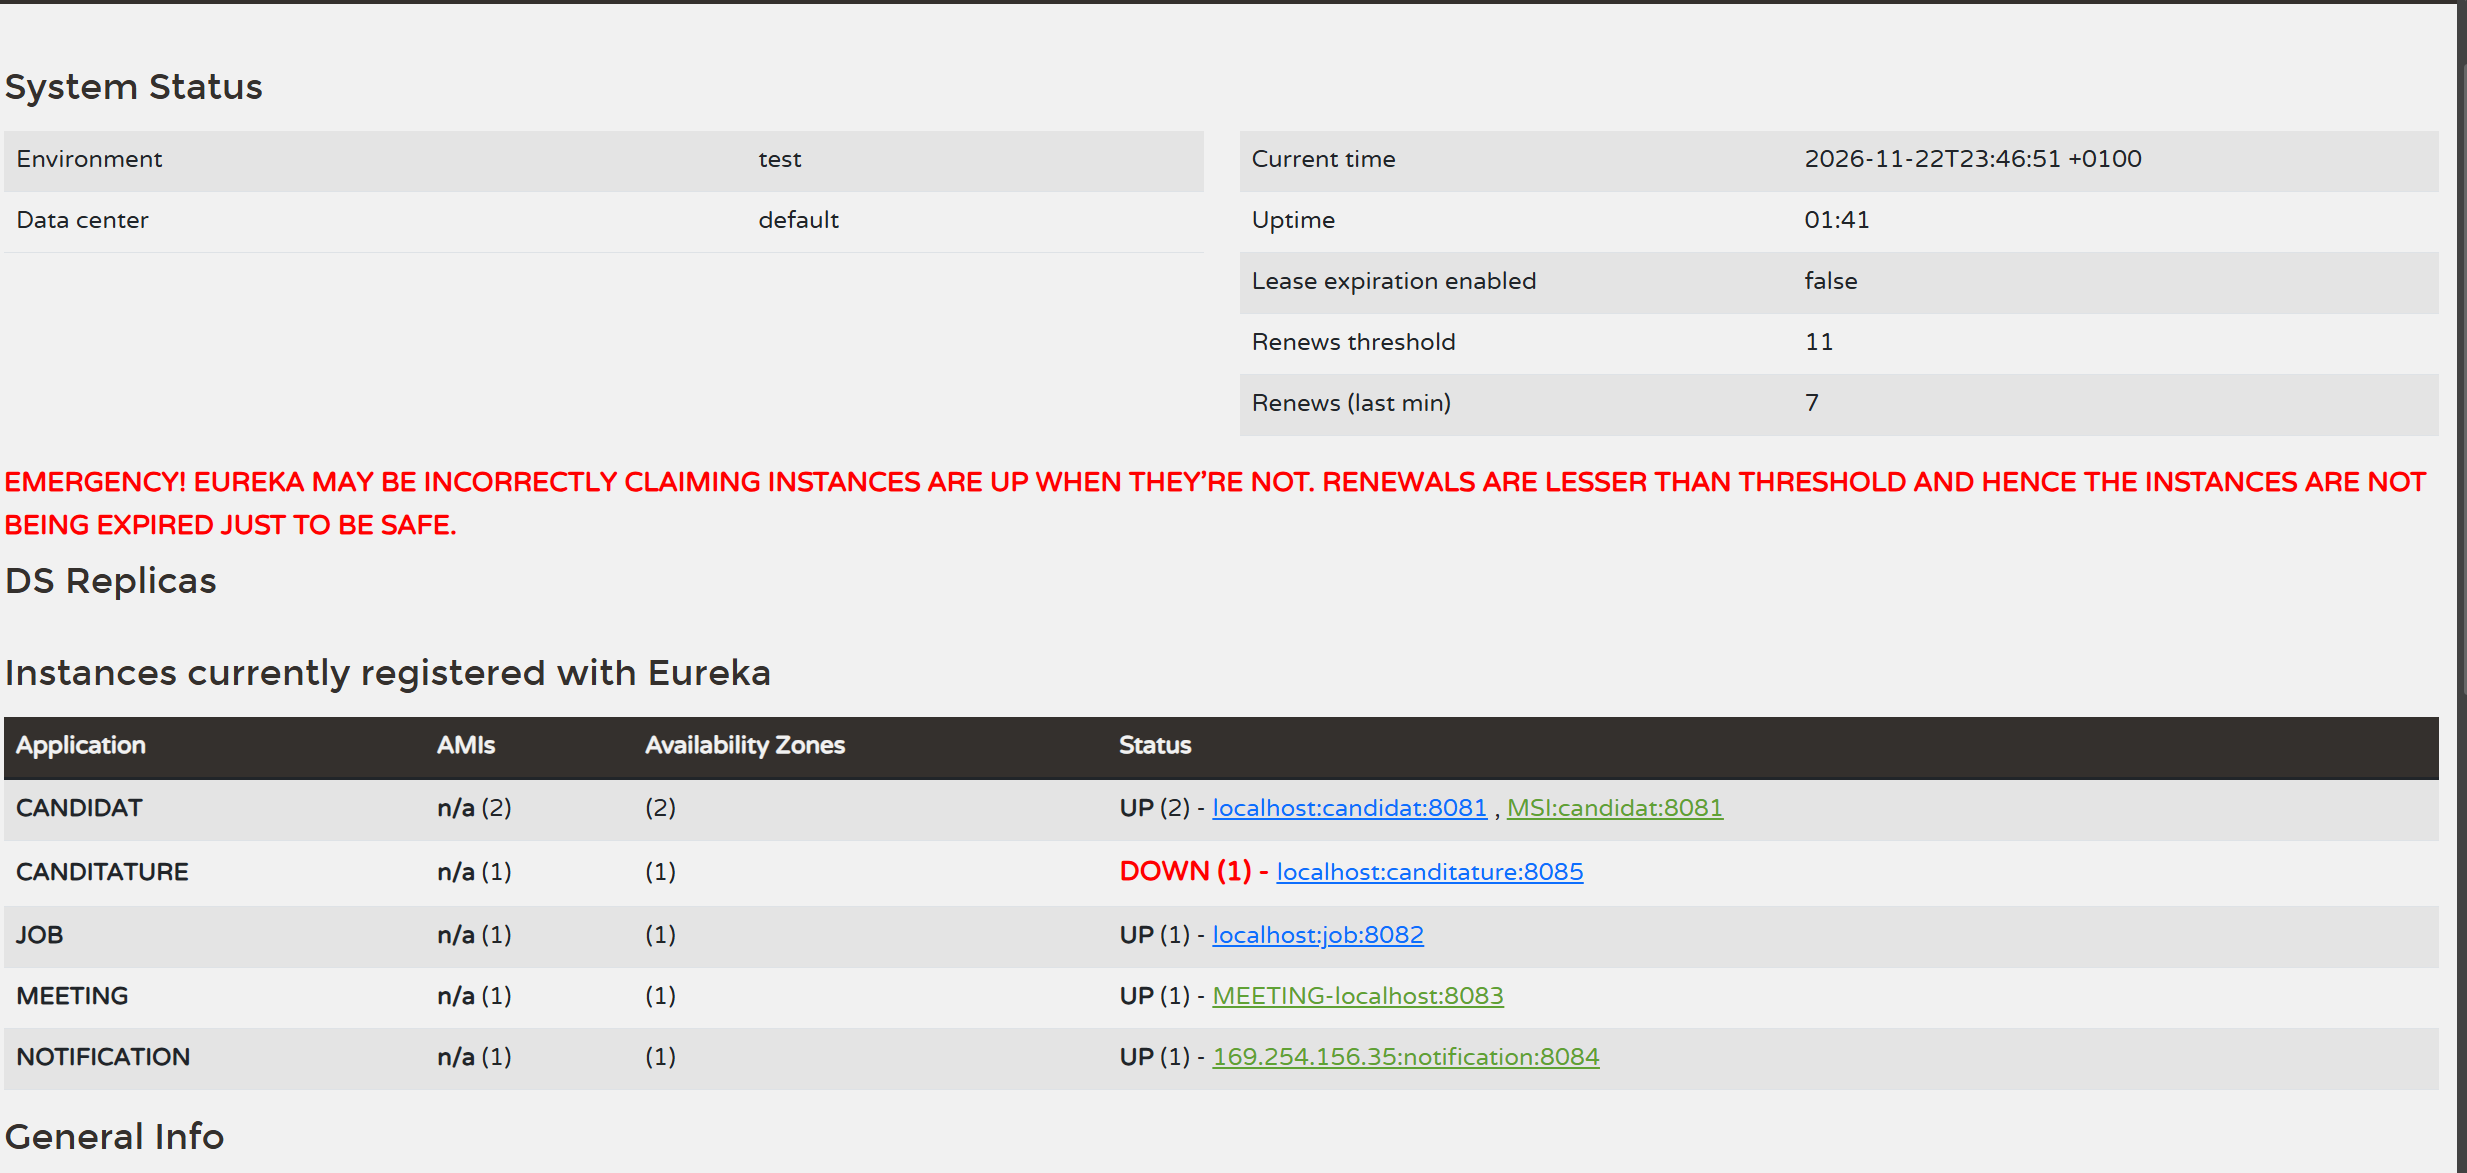 System Status
Environment test
Data center default
Current time 2026-11-22T23:46:51 +0100
Uptime 01:41
Lease expiration enabled false
Renews threshold 11
Renews (last min) 7
EMERGENCY! EUREKA MAY BE INCORRECTLY CLAIMING INSTANCES ARE UP WHEN THEY'RE NOT. RENEWALS ARE LESSER THAN THRESHOLD AND HENCE THE INSTANCES ARE NOT
BEING EXPIRED JUST TO BE SAFE.
DS Replicas
Instances currently registered with Eureka
Application AMIs Availability Zones Status
CANDIDAT n/a (2) (2) UP (2) - localhost:candidat:8081 , MSI:candidat:8081
CANDITATURE n/a (1) (1) DOWN (1) - localhost:canditature:8085
JOB n/a (1) (1) UP (1) - localhost:job:8082
MEETING n/a (1) (1) UP (1) - MEETING-localhost:8083
NOTIFICATION n/a (1) (1) UP (1) - 169.254.156.35:notification:8084
General Info